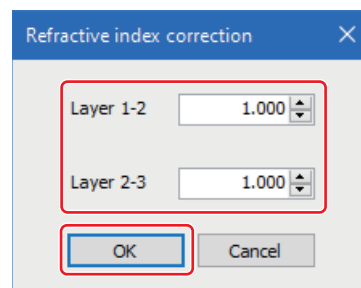 Refractive index correction
Layer 1-2 1.000
Layer 2-3 1.000
OK Cancel